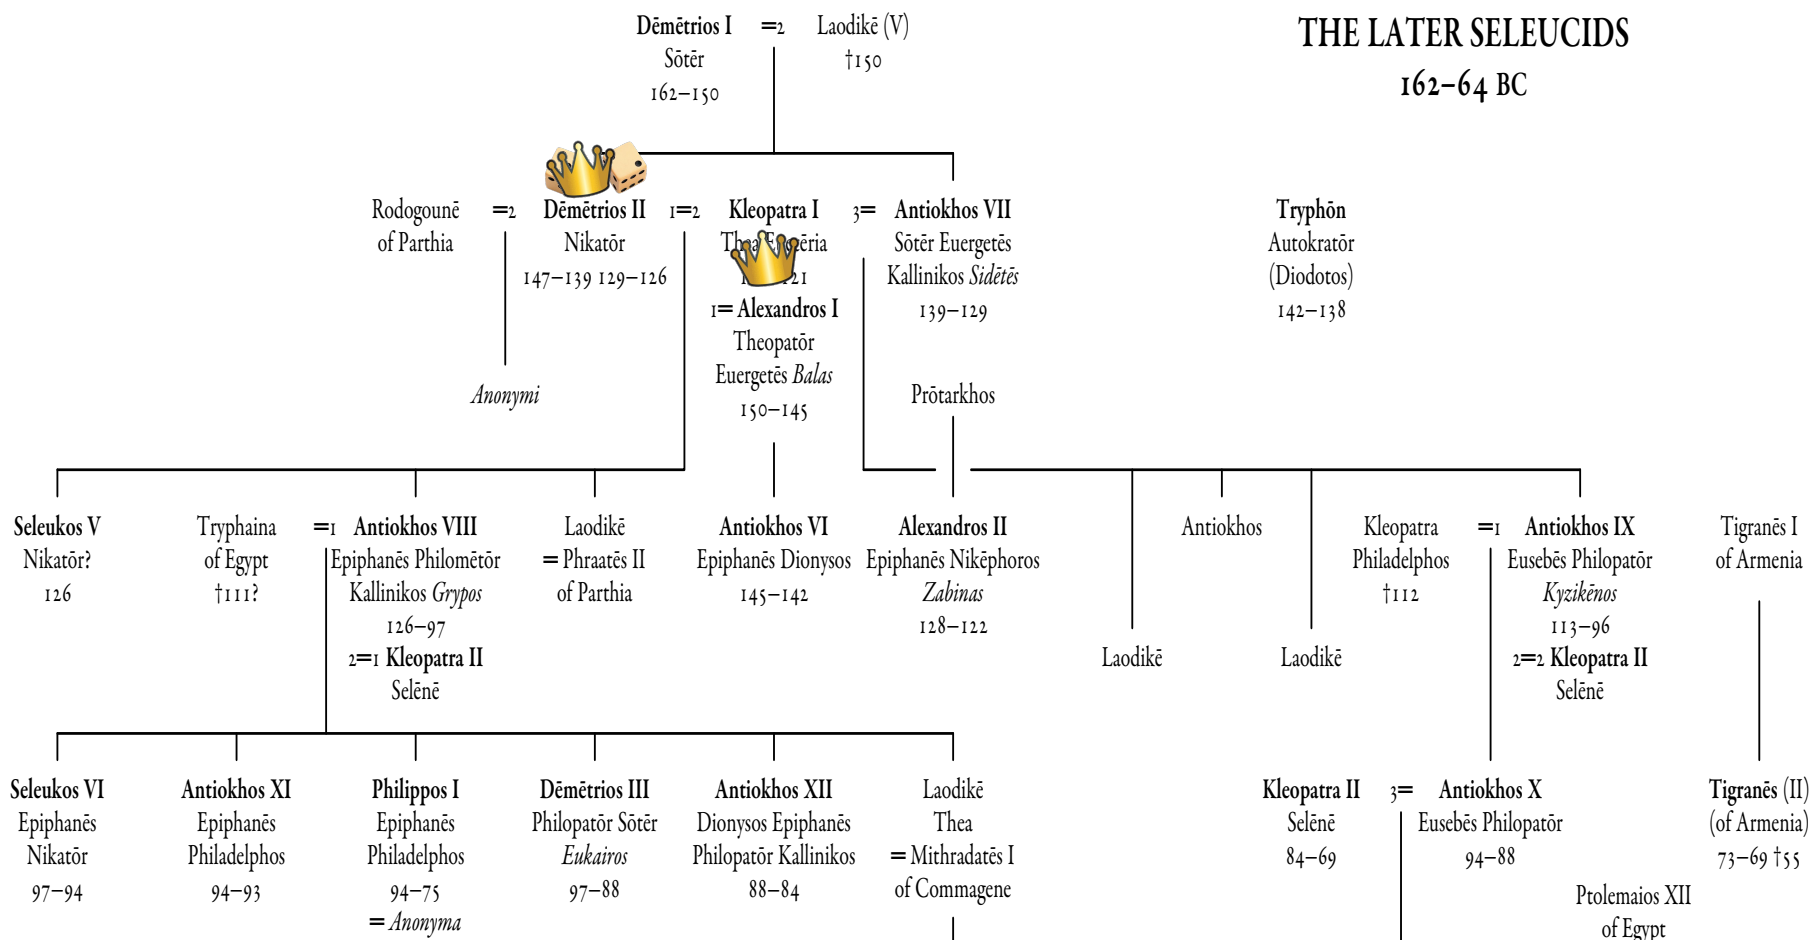 THE LATER SELEUCIDS
162–64 BC
Dēmētrios I =2 Laodikē (V)
Sōtēr †150
162–150
Rodogounē =2 Dēmētrios II 1=2 Kleopatra I 3= Antiokhos VII Tryphōn
of Parthia Nikatōr Thea Sōtēr Euergetēs Autokratōr
147–139 129–126 Kallinikos Sidētēs (Diodotos)
1= Alexandros I 139–129 142–138
Theopatōr
Euergetēs Balas
Anonymi Prōtarkhos
150–145
Seleukos V Tryphaina =1 Antiokhos VIII Laodikē Antiokhos VI Alexandros II Antiokhos Kleopatra =1 Antiokhos IX Tigranēs I
Nikatōr? of Egypt Epiphanēs Philomētōr = Phraatēs II Epiphanēs Dionysos Epiphanēs Nikēphoros Philadelphos Eusebēs Philopatōr of Armenia
126 †111? Kallinikos Grypos of Parthia 145–142 Zabinas †112 Kyzikēnos
126–97 128–122 113–96
2=1 Kleopatra II Laodikē Laodikē 2=2 Kleopatra II
Selēnē Selēnē
Seleukos VI Antiokhos XI Philippos I Dēmētrios III Antiokhos XII Laodikē Kleopatra II 3= Antiokhos X Tigranēs (II)
Epiphanēs Epiphanēs Epiphanēs Philopatōr Sōtēr Dionysos Epiphanēs Thea Selēnē Eusebēs Philopatōr (of Armenia)
Nikatōr Philadelphos Philadelphos Eukairos Philopatōr Kallinikos = Mithradatēs I 84–69 94–88 73–69 †55
97–94 94–93 94–75 97–88 88–84 of Commagene Ptolemaios XII
= Anonyma of Egypt